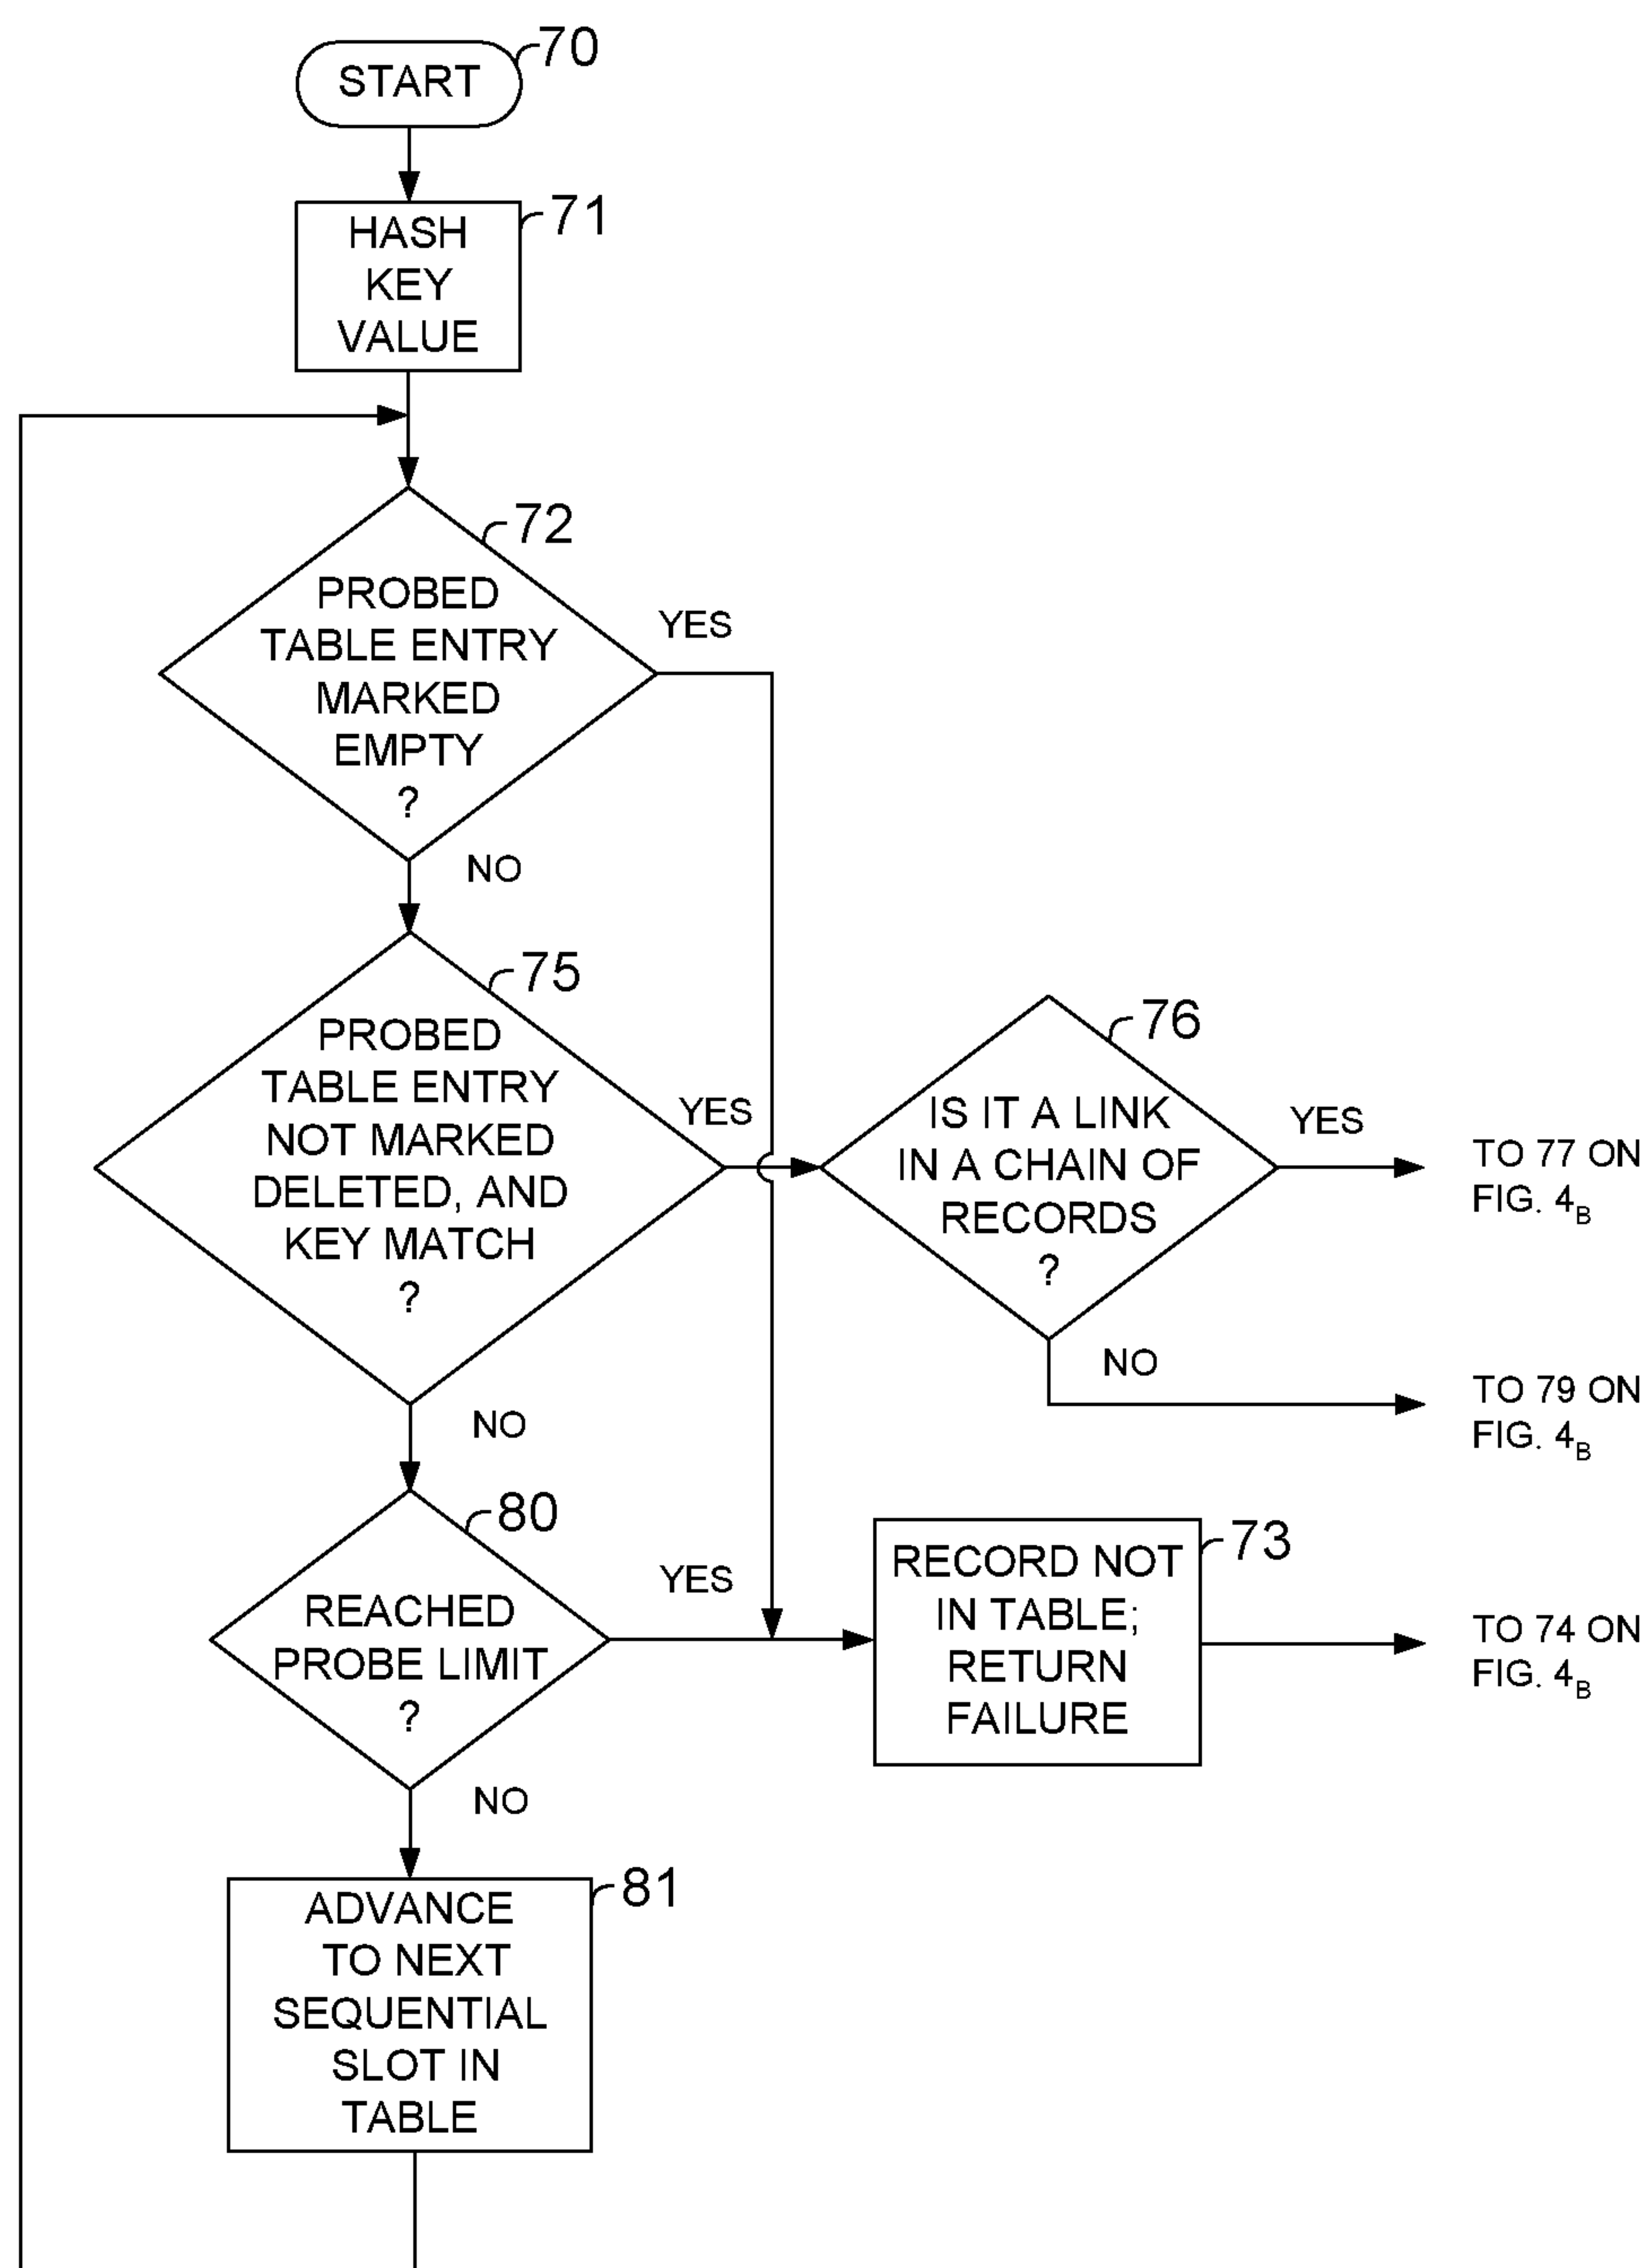 START
70
HASH
KEY
VALUE
71
PROBED
TABLE ENTRY
MARKED
EMPTY
?
72
YES
NO
PROBED
TABLE ENTRY
NOT MARKED
DELETED, AND
KEY MATCH
?
75
YES
NO
IS IT A LINK
IN A CHAIN OF
RECORDS
?
76
YES
TO 77 ON
FIG. 4B
NO
TO 79 ON
FIG. 4B
REACHED
PROBE LIMIT
?
80
YES
NO
RECORD NOT
IN TABLE;
RETURN
FAILURE
73
TO 74 ON
FIG. 4B
ADVANCE
TO NEXT
SEQUENTIAL
SLOT IN
TABLE
81